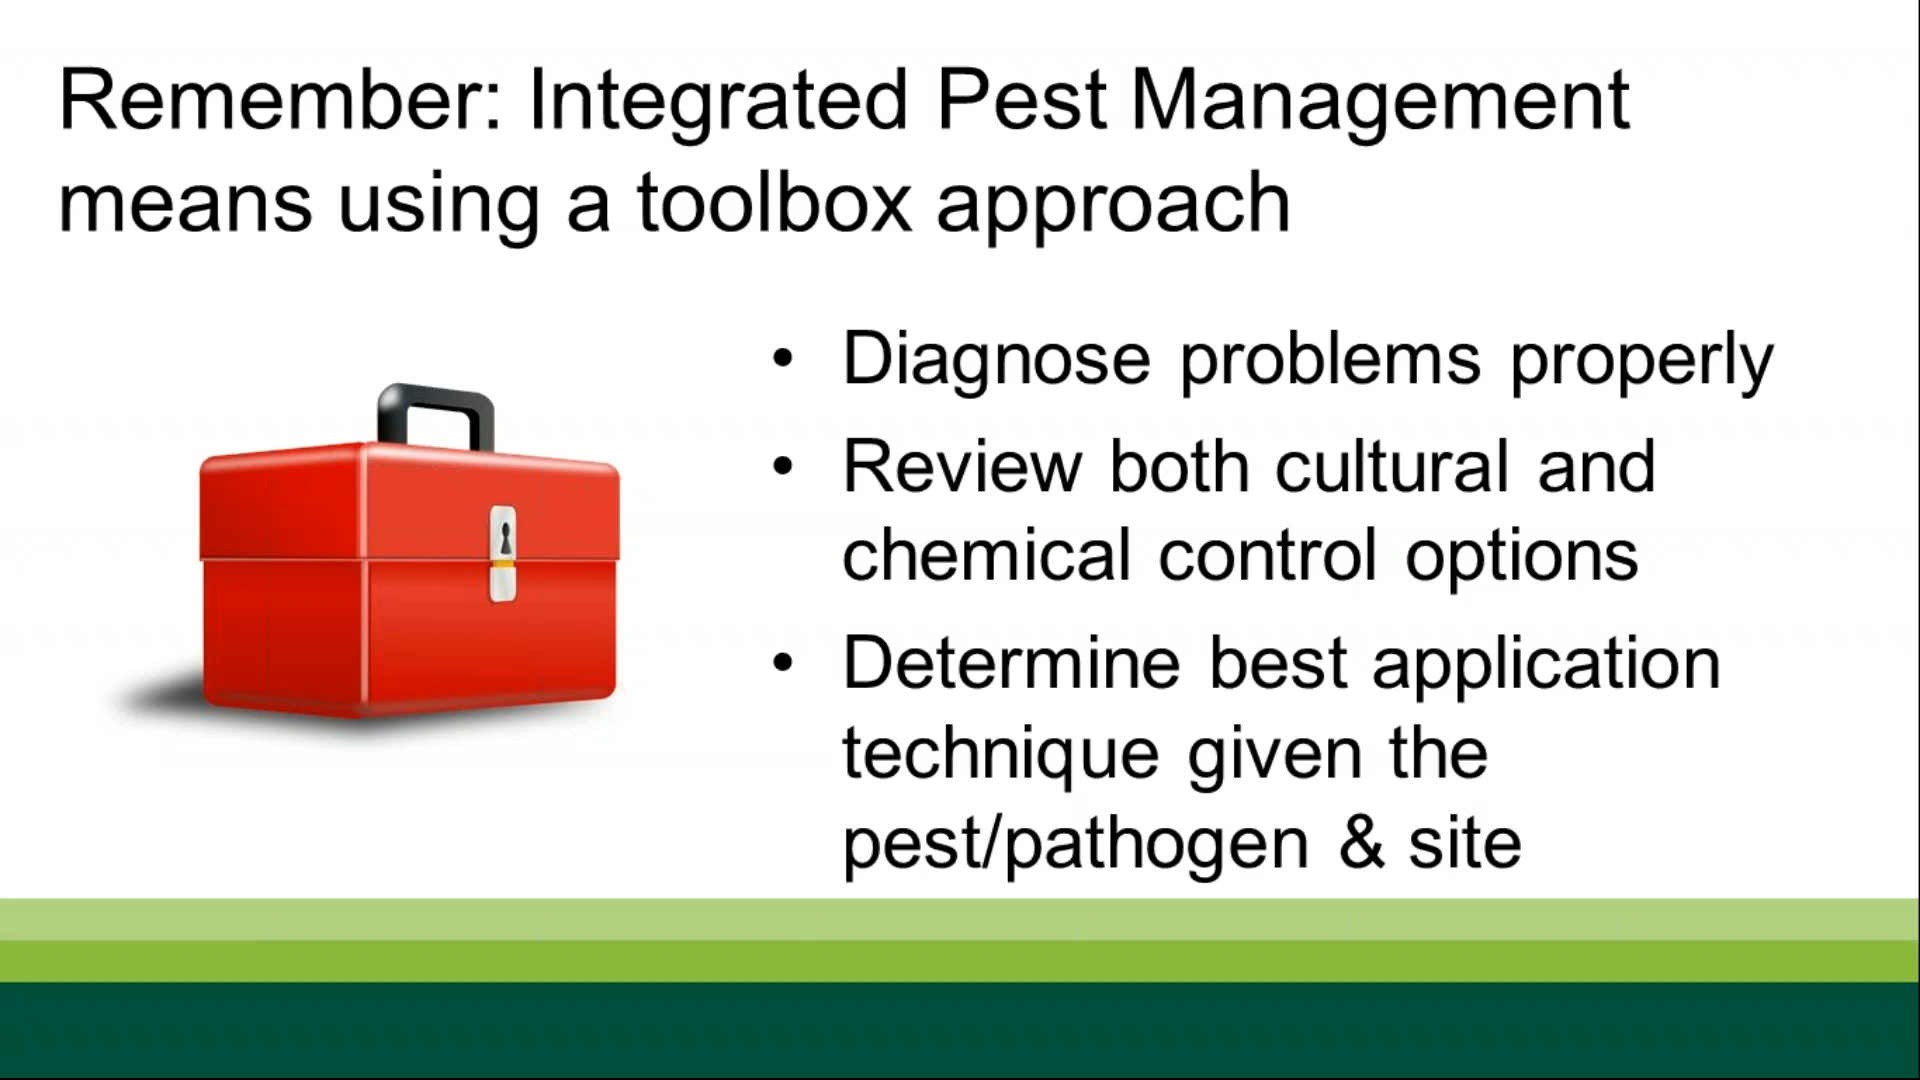 Remember: Integrated Pest Management
means using a toolbox approach
• Diagnose problems properly
• Review both cultural and
chemical control options
• Determine best application
technique given the
pest/pathogen & site